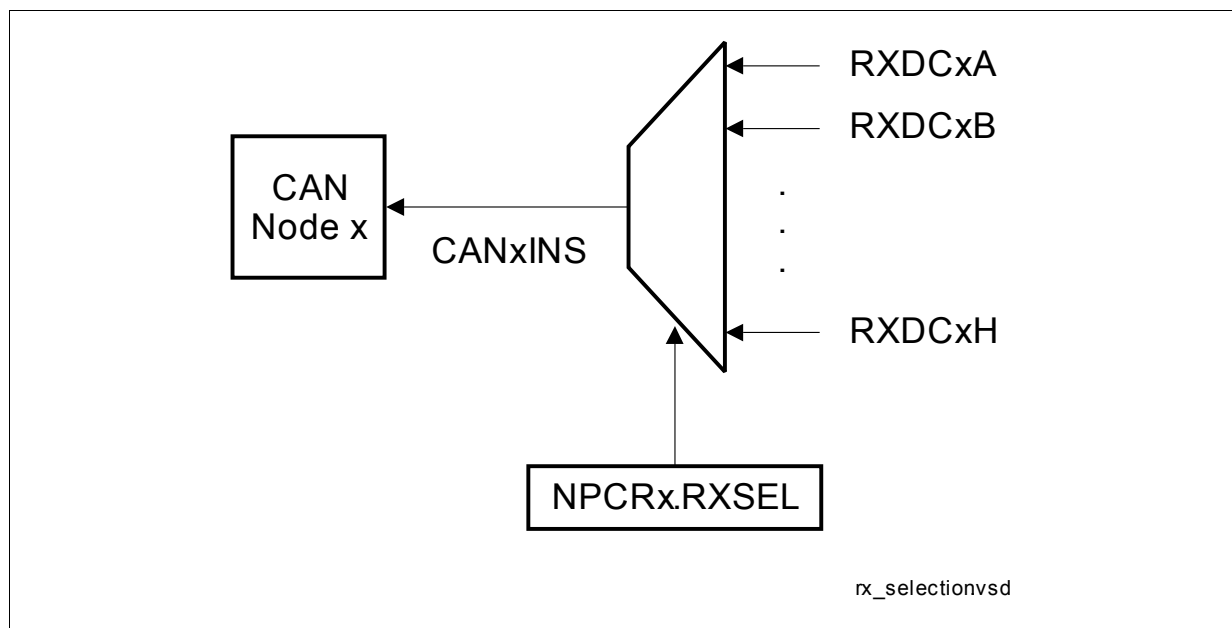 RXDCxA
RXDCxB
CAN
Node x
CANxINS
.
.
.
RXDCxH
NPCRx.RXSEL
rx_selectionvsd